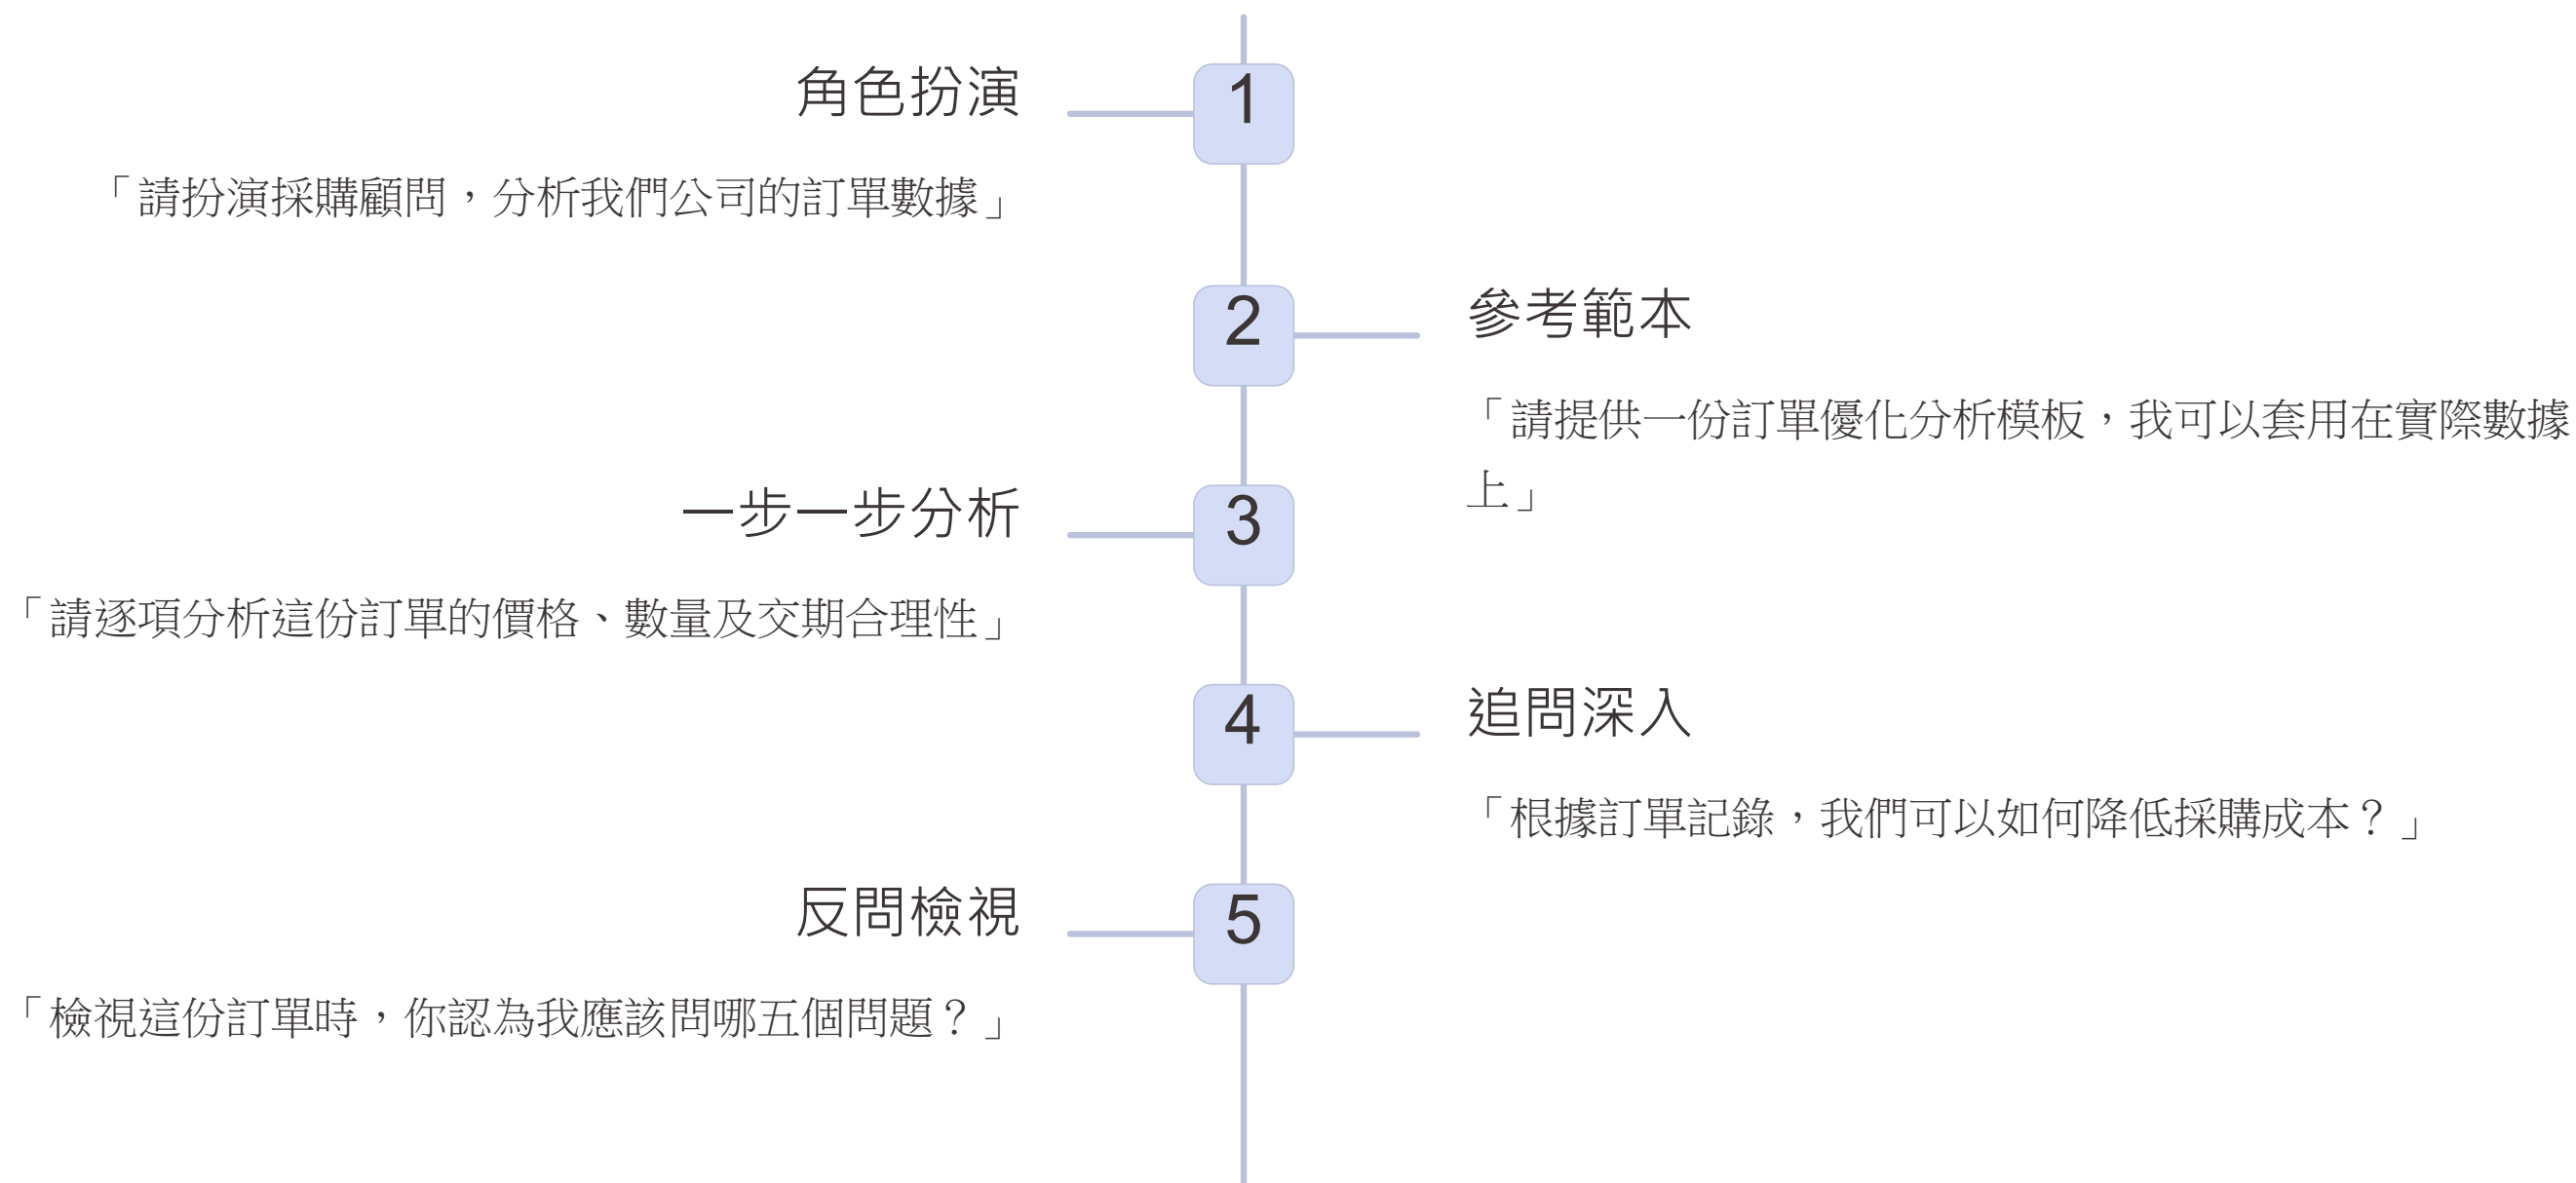 1
角色扮演
「請扮演採購顧問，分析我們公司的訂單數據」
2
參考範本
「請提供一份訂單優化分析模板，我可以套用在實際數據
上」
3
一步一步分析
「請逐項分析這份訂單的價格、數量及交期合理性」
4
追問深入
「根據訂單記錄，我們可以如何降低採購成本？」
5
反問檢視
「檢視這份訂單時，你認為我應該問哪五個問題？」